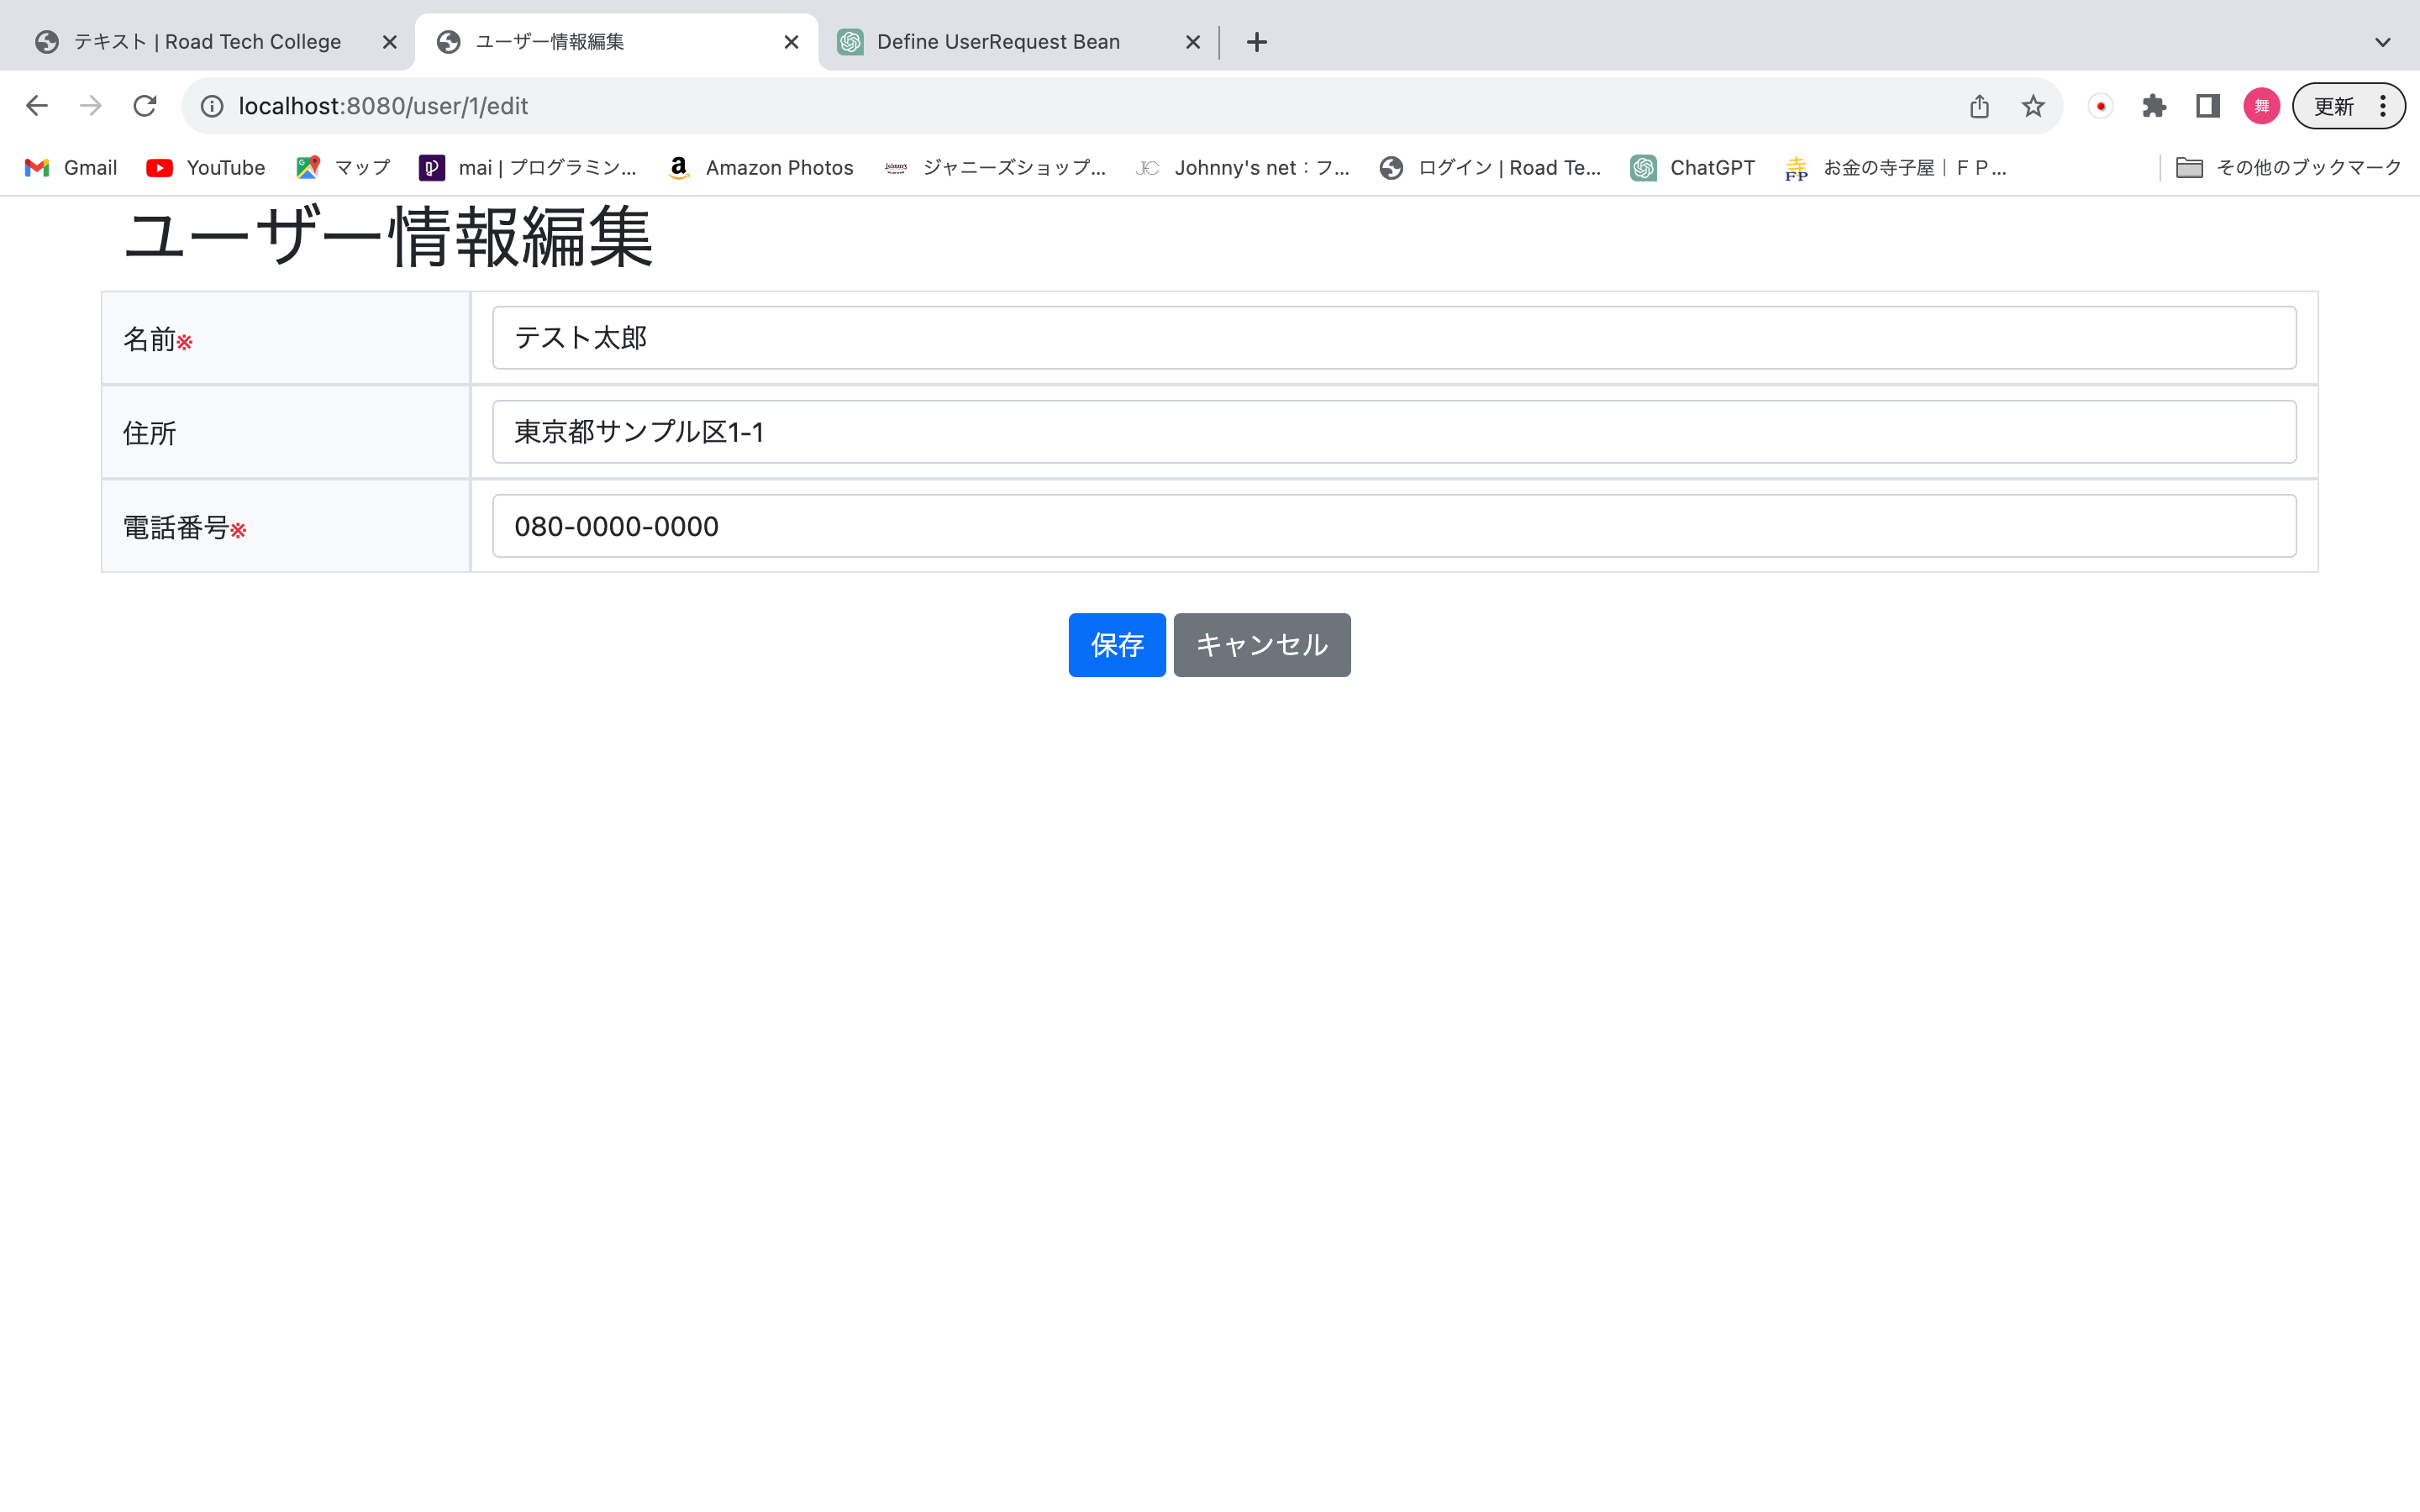 テキスト | Road Tech College
ユーザー情報編集
Define UserRequest Bean
localhost:8080/user/1/edit
舞
更新
Gmail
YouTube
マップ
mai | プログラミン...
Amazon Photos
ジャニーズショップ...
Johnny's net：フ...
ログイン | Road Te...
ChatGPT
お金の寺子屋｜ＦＰ...
その他のブックマーク
ユーザー情報編集
名前※
テスト太郎
住所
東京都サンプル区1-1
電話番号※
080-0000-0000
保存
キャンセル